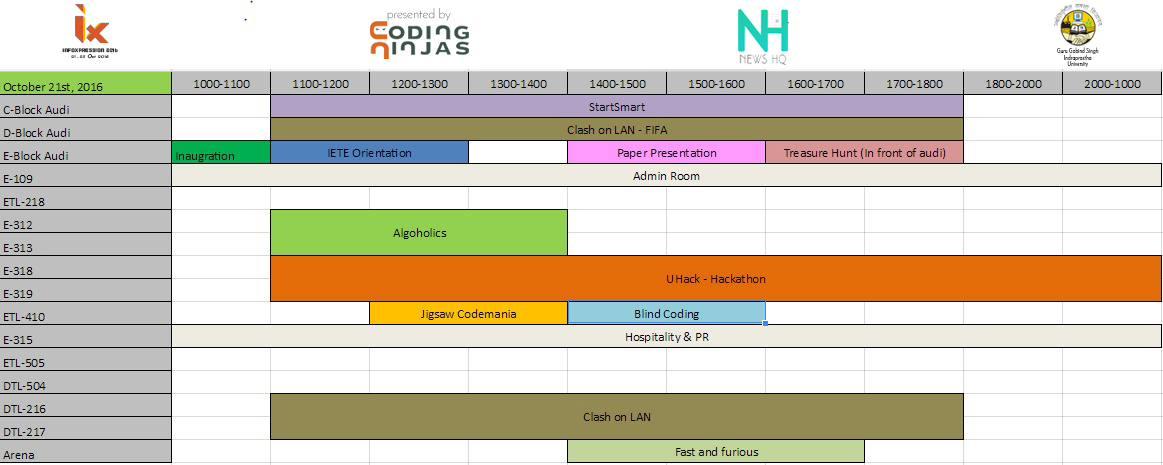 presented by
CODING
NINJAS
NH
NEWS HQ
INFOXPRESSION 2016
21-22 Oct 2016
Guru Gobind Singh
Indraprastha
University
October 21st, 2016 1000-1100 1100-1200 1200-1300 1300-1400 1400-1500 1500-1600 1600-1700 1700-1800 1800-2000 2000-1000
C-Block Audi StartSmart
D-Block Audi Clash on LAN - FIFA
E-Block Audi Inaugration IETE Orientation Paper Presentation Treasure Hunt (In front of audi)
E-109 Admin Room
ETL-218
E-312
Algoholics
E-313
E-318
UHack - Hackathon
E-319
ETL-410 Jigsaw Codemania Blind Coding
E-315 Hospitality & PR
ETL-505
DTL-504
DTL-216
Clash on LAN
DTL-217
Arena Fast and furious